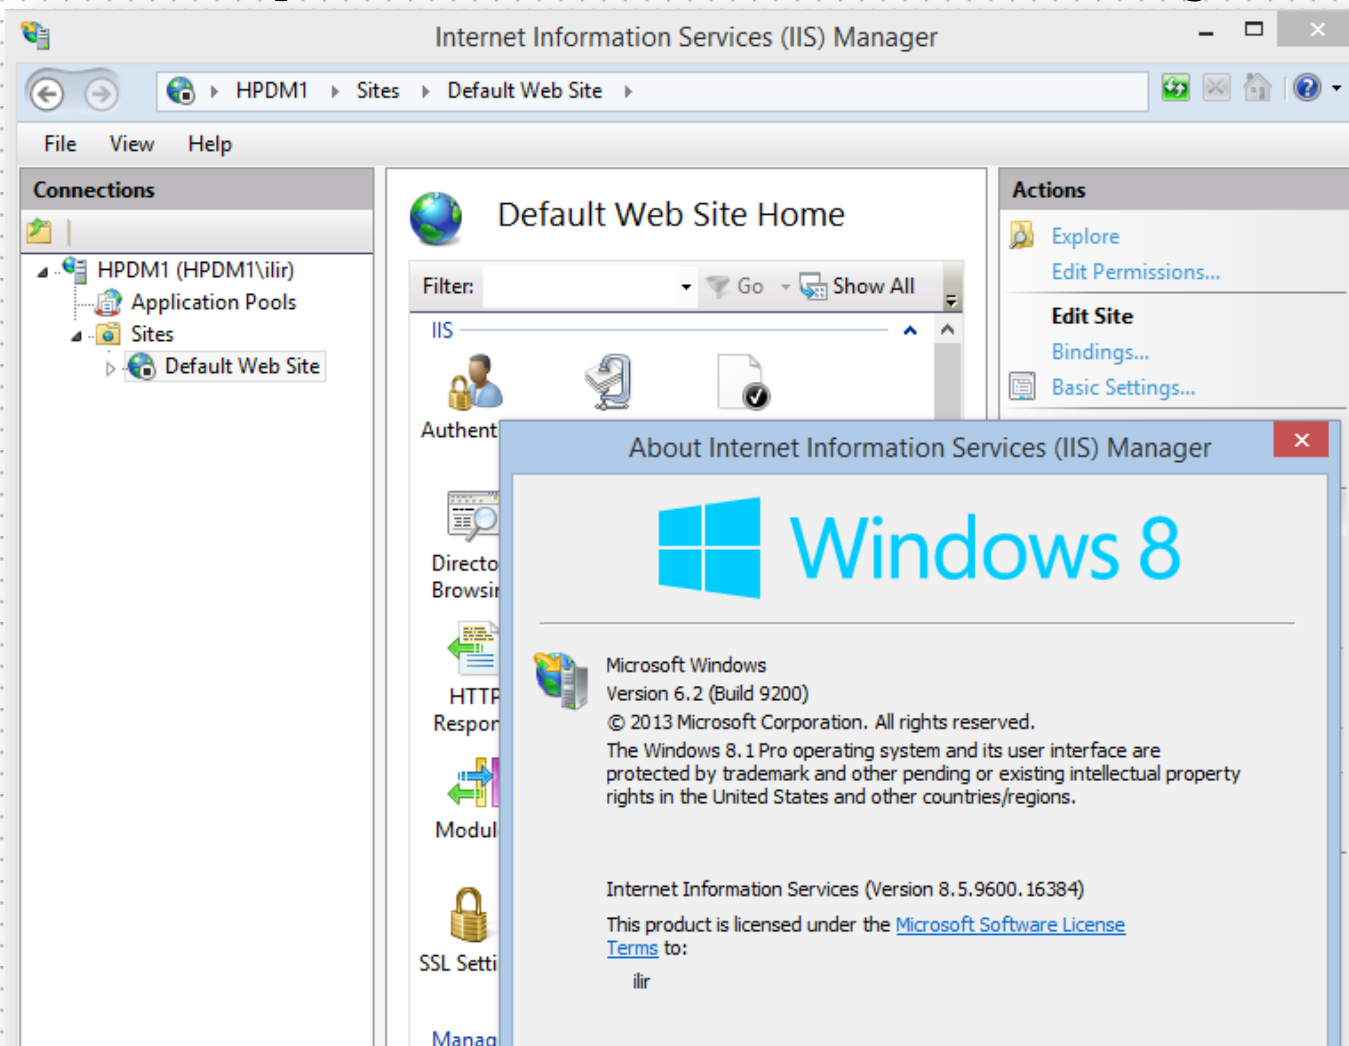 Internet Information Services (IIS) Manager
HPDM1 Sites Default Web Site
File View Help
Connections
HPDM1 (HPDM1\ilir)
Application Pools
Sites
Default Web Site
Default Web Site Home
Filter: Go Show All
IIS
Authent
Directo
Browsin
HTTP
Respon
Modul
SSL Setti
Manag
Actions
Explore
Edit Permissions...
Edit Site
Bindings...
Basic Settings...
About Internet Information Services (IIS) Manager
Windows 8
Microsoft Windows
Version 6.2 (Build 9200)
© 2013 Microsoft Corporation. All rights reserved.
The Windows 8.1 Pro operating system and its user interface are
protected by trademark and other pending or existing intellectual property
rights in the United States and other countries/regions.
Internet Information Services (Version 8.5.9600.16384)
This product is licensed under the Microsoft Software License
Terms to:
ilir